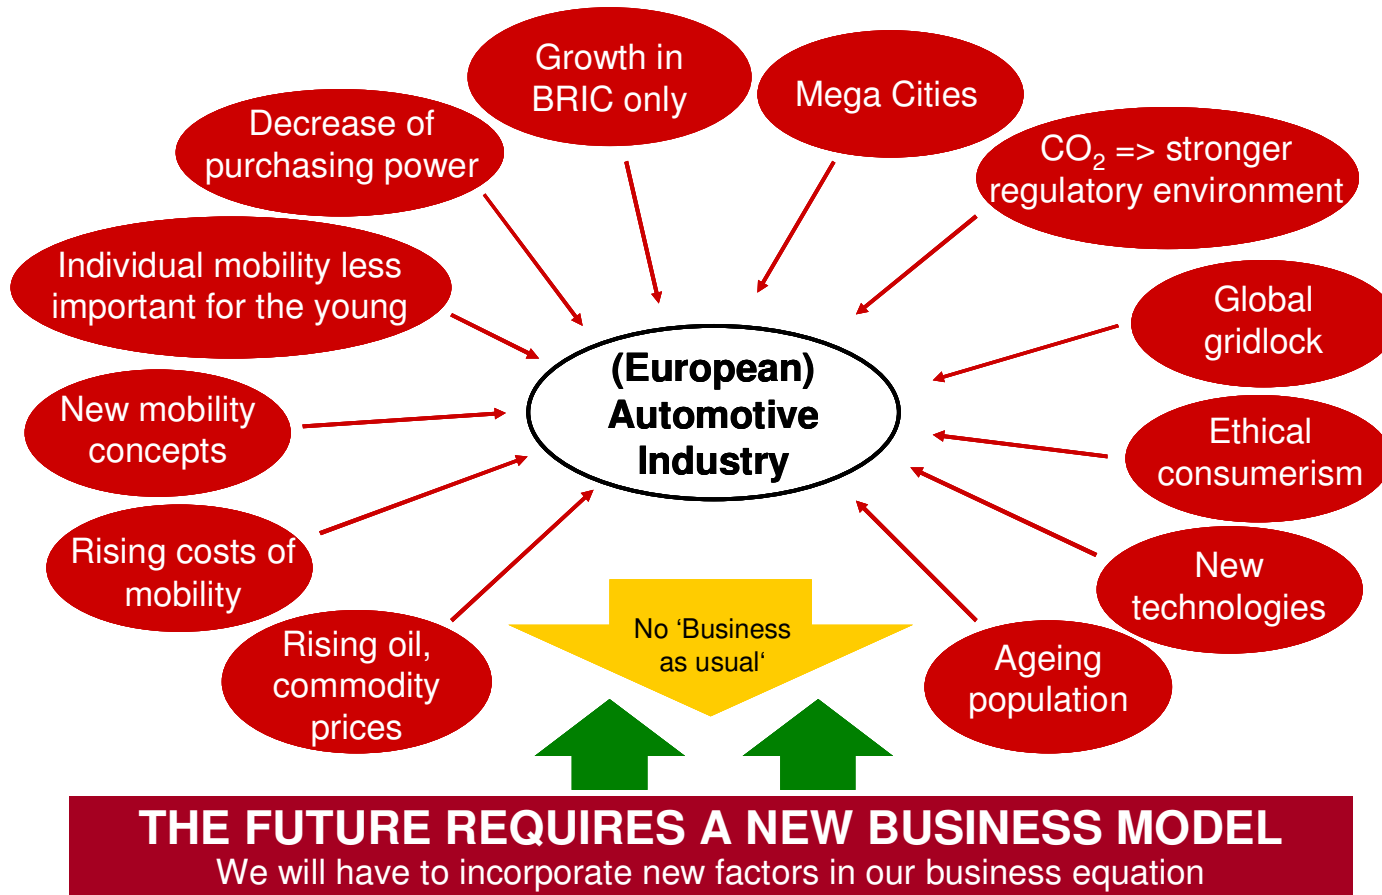 Growth in
BRIC only
Mega Cities
Decrease of
purchasing power
CO₂ => stronger
regulatory environment
Individual mobility less
important for the young
Global
gridlock
(European)
Automotive
Industry
New mobility
concepts
Ethical
consumerism
Rising costs of
mobility
New
technologies
No ‘Business
as usual‘
Rising oil,
commodity
prices
Ageing
population
THE FUTURE REQUIRES A NEW BUSINESS MODEL
We will have to incorporate new factors in our business equation